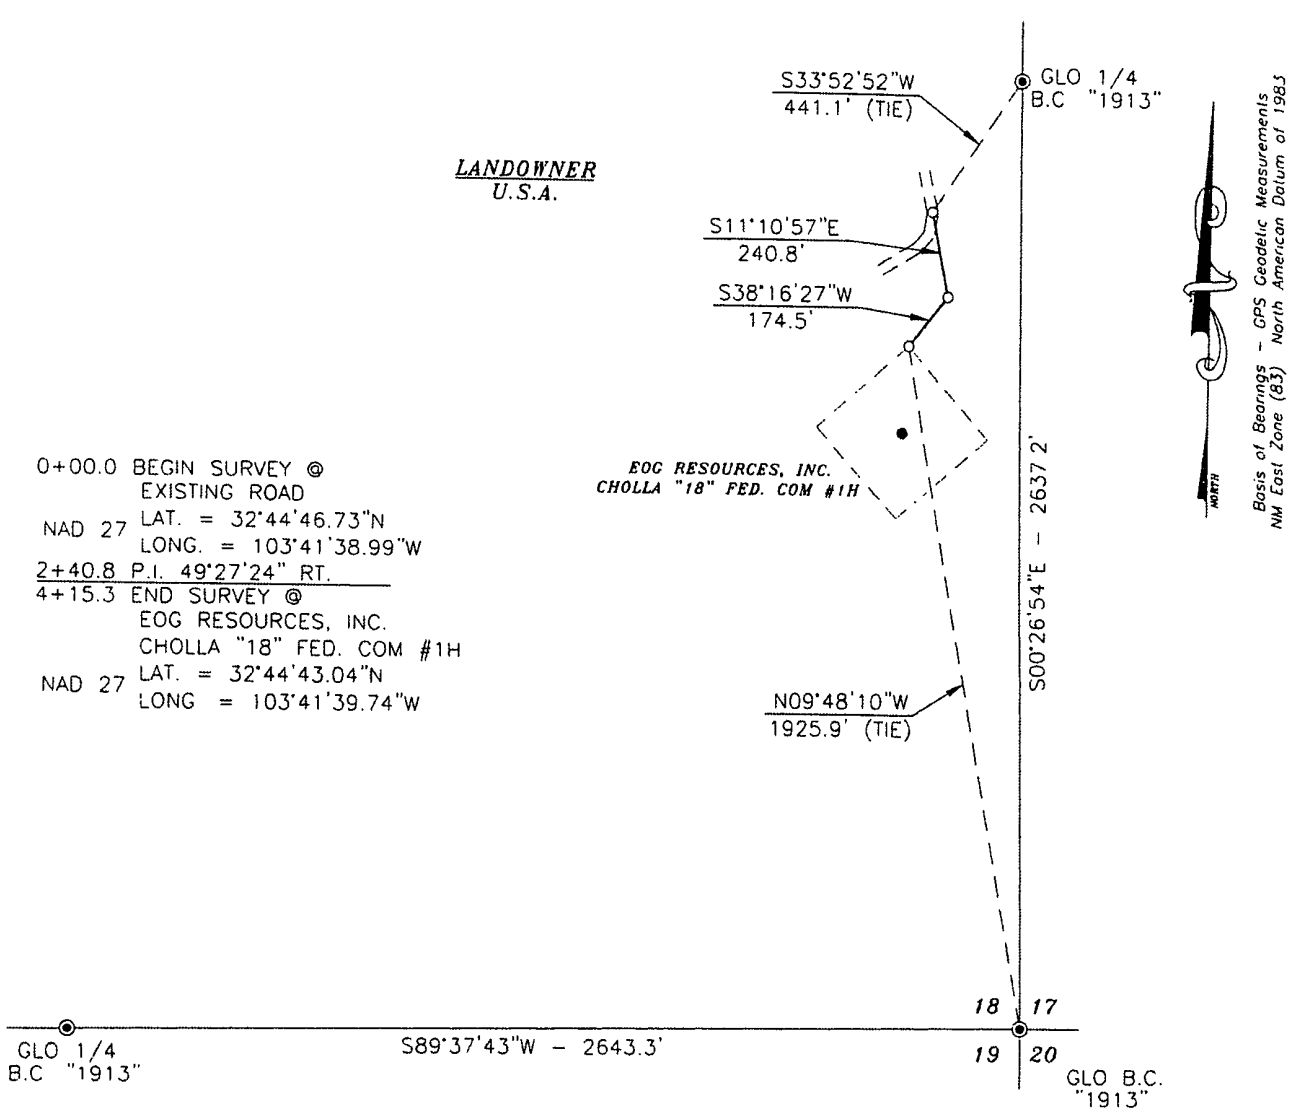 S33°52'52"W
441.1' (TIE)
GLO 1/4
B.C "1913"
LANDOWNER
U.S.A.
S11°10'57"E
240.8'
S38°16'27"W
174.5'
EOG RESOURCES, INC.
CHOLLA "18" FED. COM #1H
0+00.0 BEGIN SURVEY @
EXISTING ROAD
NAD 27
LAT. = 32°44'46.73"N
LONG. = 103°41'38.99"W
2+40.8 P.I. 49°27'24" RT.
4+15.3 END SURVEY @
EOG RESOURCES, INC.
CHOLLA "18" FED. COM #1H
NAD 27
LAT. = 32°44'43.04"N
LONG = 103°41'39.74"W
N09°48'10"W
1925.9' (TIE)
S00°26'54"E - 2637 2'
NORTH
Basis of Bearings - GPS Geodetic Measurements
NM East Zone (83) North American Datum of 1983
18 17
19 20
S89°37'43"W - 2643.3'
GLO 1/4
B.C "1913"
GLO B.C.
"1913"